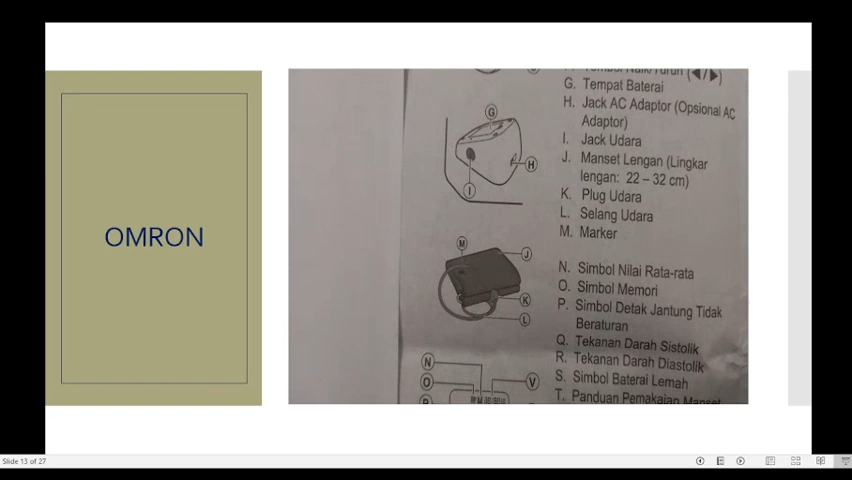 OMRON
(◀/▶)
G. Tempat Baterai
H. Jack AC Adaptor (Opsional AC
Adaptor)
I. Jack Udara
J. Manset Lengan (Lingkar
lengan: 22 – 32 cm)
K. Plug Udara
L. Selang Udara
M. Marker
G
H
I
M
J
K
L
N. Simbol Nilai Rata-rata
O. Simbol Memori
P. Simbol Detak Jantung Tidak
Beraturan
Q. Tekanan Darah Sistolik
R. Tekanan Darah Diastolik
S. Simbol Baterai Lemah
T. Panduan Pemakaian Manset
N
O
V
Slide 13 of 27